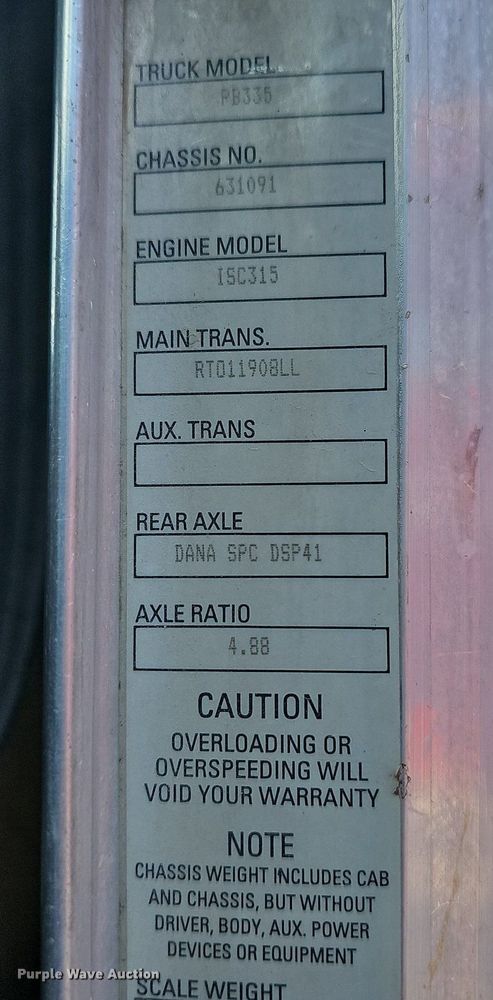 TRUCK MODEL
PB335
CHASSIS NO.
631091
ENGINE MODEL
ISC315
MAIN TRANS.
RTO11908LL
AUX. TRANS
REAR AXLE
DANA SPC DSP41
AXLE RATIO
4.88
CAUTION
OVERLOADING OR
OVERSPEEDING WILL
VOID YOUR WARRANTY
NOTE
CHASSIS WEIGHT INCLUDES CAB
AND CHASSIS, BUT WITHOUT
DRIVER, BODY, AUX. POWER
DEVICES OR EQUIPMENT
SCALE WEIGHT
Purple Wave Auction